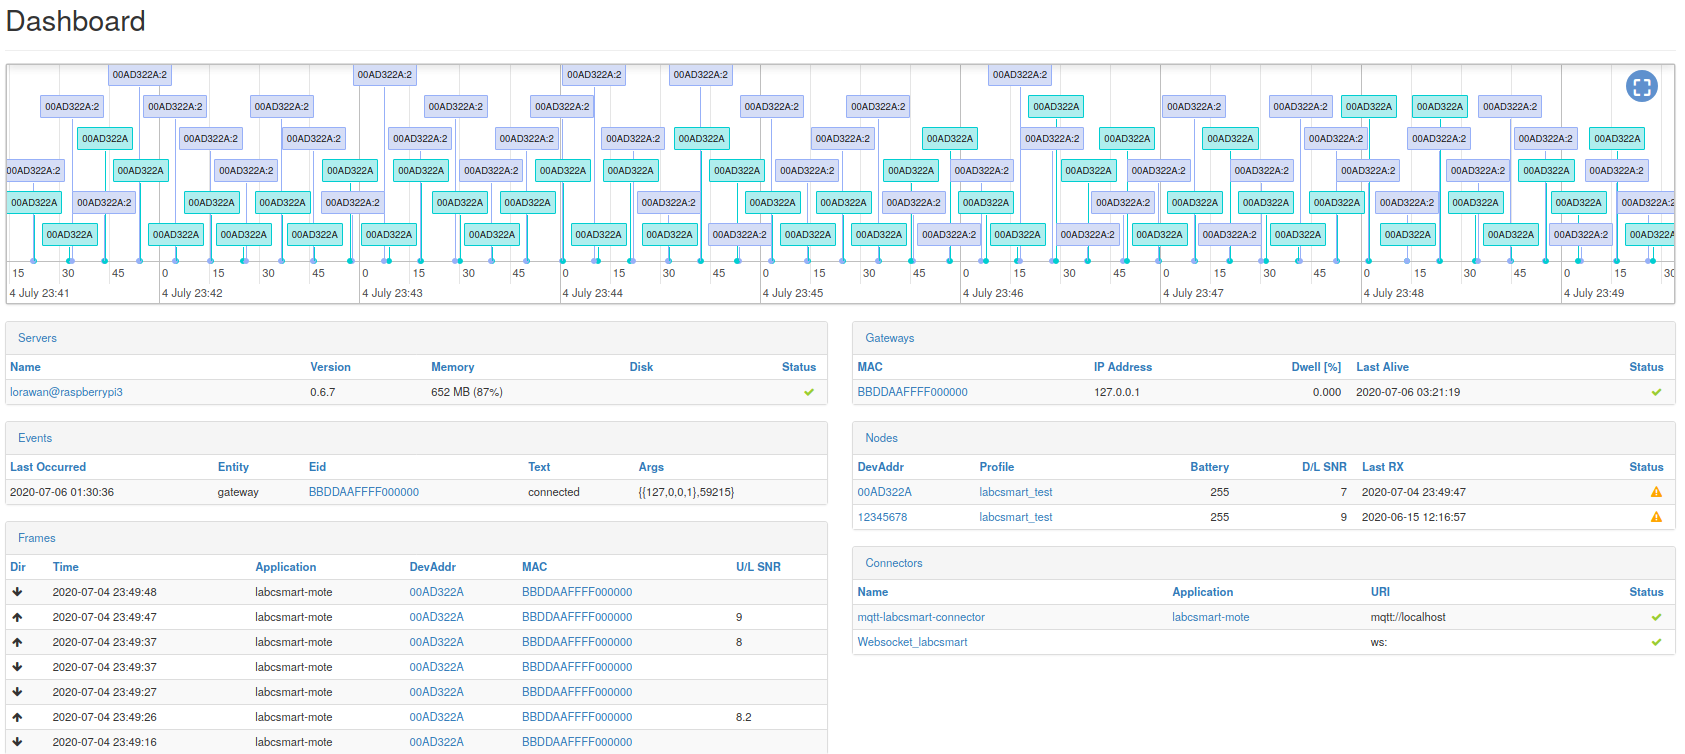 Dashboard
00AD322A:2 00AD322A:2 00AD322A:2 00AD322A:2 00AD322A:2
00AD322A:2 00AD322A:2 00AD322A:2 00AD322A:2 00AD322A:2 00AD322A:2 00AD322A:2 00AD322A 00AD322A:2 00AD322A:2 00AD322A 00AD322A 00AD322A:2
00AD322A 00AD322A:2 00AD322A:2 00AD322A:2 00AD322A:2 00AD322A:2 00AD322A 00AD322A:2 00AD322A 00AD322A:2 00AD322A 00AD322A 00AD322A:2 00AD322A:2 00AD322A:2 00AD322A
00AD322A:2 00AD322A 00AD322A:2 00AD322A 00AD322A 00AD322A:2 00AD322A 00AD322A 00AD322A 00AD322A:2 00AD322A 00AD322A:2 00AD322A 00AD322A:2 00AD322A:2 00AD322A:2 00AD322A:2 00AD322A 00AD322A:2
00AD322A 00AD322A:2 00AD322A 00AD322A 00AD322A:2 00AD322A 00AD322A 00AD322A:2 00AD322A 00AD322A 00AD322A:2 00AD322A 00AD322A:2 00AD322A 00AD322A 00AD322A 00AD322A:2 00AD322A 00AD322A 00AD322A:2
00AD322A 00AD322A 00AD322A 00AD322A 00AD322A 00AD322A 00AD322A 00AD322A 00AD322A:2 00AD322A 00AD322A 00AD322A:2 00AD322A 00AD322A:2 00AD322A 00AD322A:2 00AD322A 00AD322A 00AD322A 00AD322A:2 00AD322A
15 30 45 0 15 30 45 0 15 30 45 0 15 30 45 0 15 30 45 0 15 30 45 0 15 30 45 0 15 30 45 0 15 30
4 July 23:41 4 July 23:42 4 July 23:43 4 July 23:44 4 July 23:45 4 July 23:46 4 July 23:47 4 July 23:48 4 July 23:49
Servers
Name Version Memory Disk Status
lorawan@raspberrypi3 0.6.7 652 MB (87%)
Events
Last Occurred Entity Eid Text Args
2020-07-06 01:30:36 gateway BBDDAAFFFF000000 connected {{127,0,0,1},59215}
Frames
Dir Time Application DevAddr MAC U/L SNR
2020-07-04 23:49:48 labcsmart-mote 00AD322A BBDDAAFFFF000000
2020-07-04 23:49:47 labcsmart-mote 00AD322A BBDDAAFFFF000000 9
2020-07-04 23:49:37 labcsmart-mote 00AD322A BBDDAAFFFF000000 8
2020-07-04 23:49:37 labcsmart-mote 00AD322A BBDDAAFFFF000000
2020-07-04 23:49:27 labcsmart-mote 00AD322A BBDDAAFFFF000000
2020-07-04 23:49:26 labcsmart-mote 00AD322A BBDDAAFFFF000000 8.2
2020-07-04 23:49:16 labcsmart-mote 00AD322A BBDDAAFFFF000000
Gateways
MAC IP Address Dwell [%] Last Alive Status
BBDDAAFFFF000000 127.0.0.1 0.000 2020-07-06 03:21:19
Nodes
DevAddr Profile Battery D/L SNR Last RX Status
00AD322A labcsmart_test 255 7 2020-07-04 23:49:47
12345678 labcsmart_test 255 9 2020-06-15 12:16:57
Connectors
Name Application URI Status
mqtt-labcsmart-connector labcsmart-mote mqtt://localhost
Websocket_labcsmart ws: